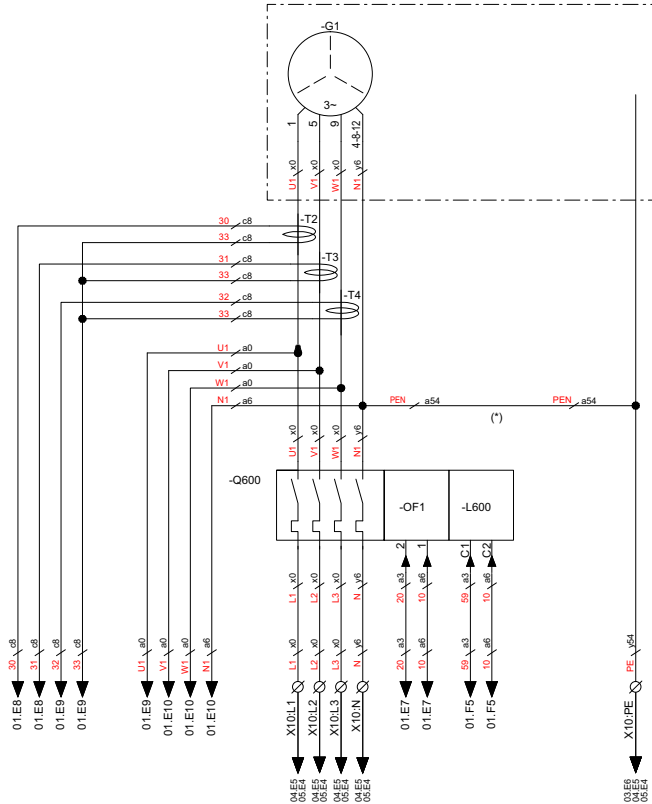 -G1
3~
1
5
9
4-8-12
U1 x0
V1 x0
W1 x0
N1 y6
30 c8
-T2
33 c8
31 c8
-T3
33 c8
32 c8
-T4
33 c8
U1 a0
V1 a0
W1 a0
N1 a6
PEN a54
PEN a54
(*)
U1 x0
V1 x0
W1 x0
N1 y6
-Q600
-OF1
-L600
2
1
C1
C2
L1 x0
L2 x0
L3 x0
N y6
20 a3
10 a6
59 a3
10 a6
30 c8
31 c8
32 c8
33 c8
U1 a0
V1 a0
W1 a0
N1 a6
L1 x0
L2 x0
L3 x0
N y6
20 a3
10 a6
59 a3
10 a6
PE y54
01.E8
01.E8
01.E9
01.E9
01.E9
01.E10
01.E10
01.E10
X10:L1
X10:L2
X10:L3
X10:N
01.E7
01.E7
01.F5
01.F5
X10:PE
04.E5
05.E4
04.E5
05.E4
04.E5
05.E4
04.E5
05.E4
03.E6
04.E5
05.E4